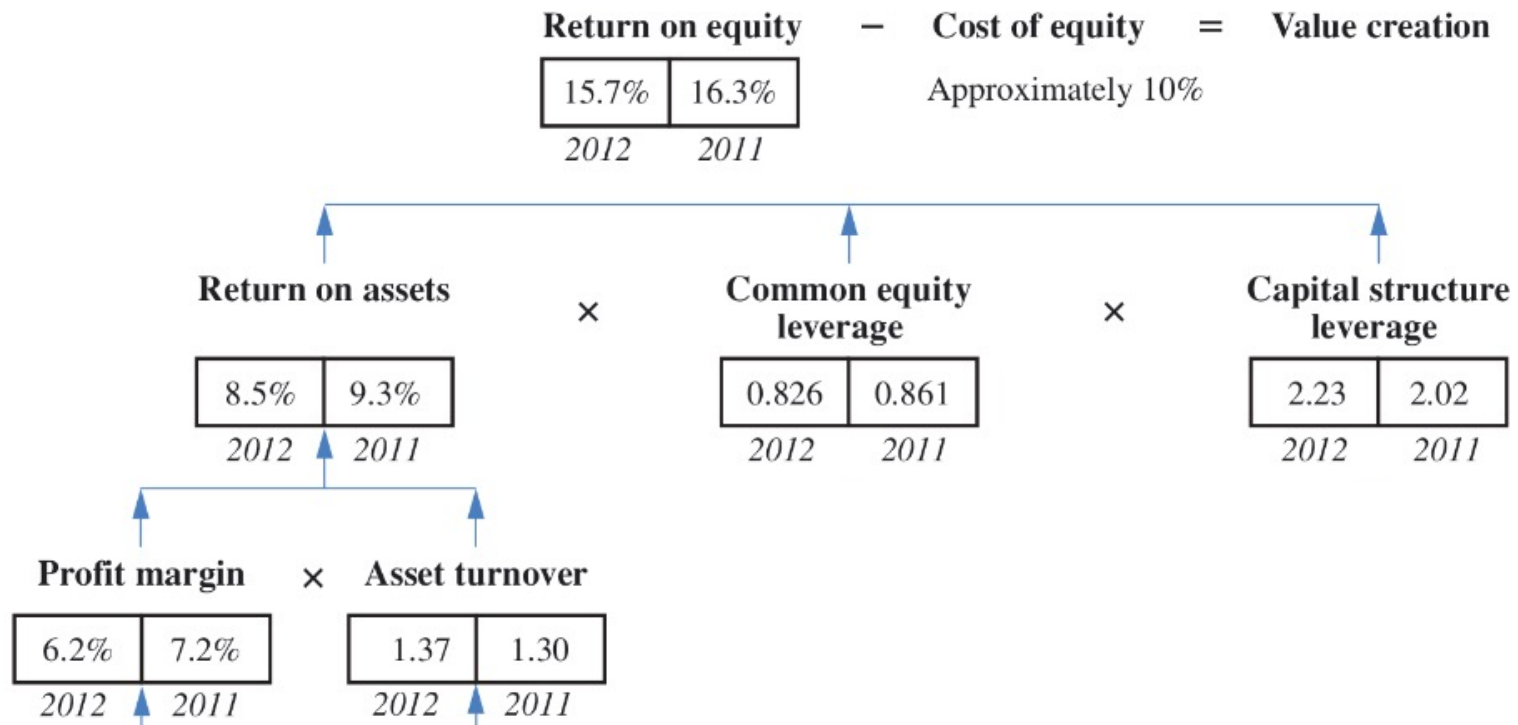 Return on equity − Cost of equity = Value creation
15.7% 16.3% Approximately 10%
2012 2011
Return on assets × Common equity leverage × Capital structure leverage
8.5% 9.3% 0.826 0.861 2.23 2.02
2012 2011 2012 2011 2012 2011
Profit margin × Asset turnover
6.2% 7.2% 1.37 1.30
2012 2011 2012 2011